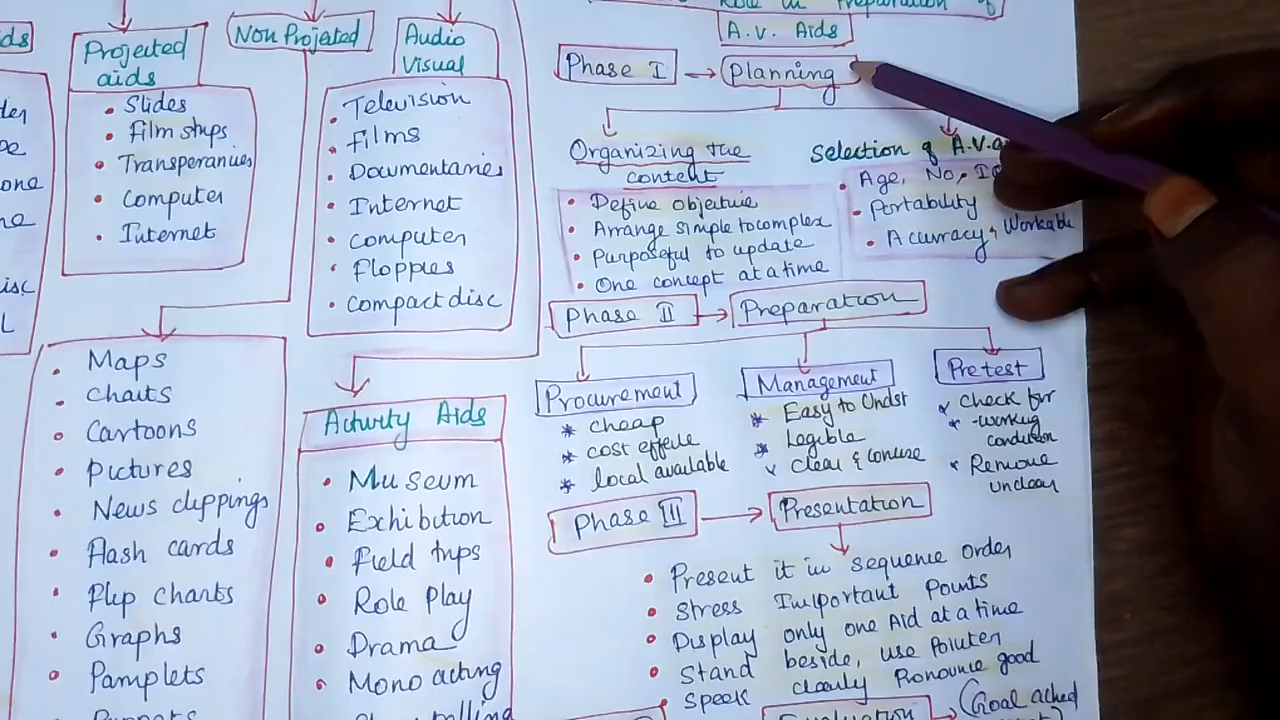 ids
Projected
aids
• Slides
• Film strips
• Transperancies
• Computer
• Internet
Non Projected
Audio
Visual
• Television
• films
• Documentaries
• Internet
• computer
• floppies
• compact disc
isc
• Maps
• charts
• Cartoons
• pictures
• News clippings
• flash cards
• flip charts
• Graphs
• Pamplets
Activity Aids
• Museum
• Exhibition
• field trips
• Role play
• Drama
• Mono acting
Role in Preparation of
A.V. Aids
Phase I → planning
Organizing the
content
• Define objective
• Arrange simple to complex
• Purposeful to update
• One concept at a time
selection of A.V.
• Age, No,
• Portability
• Accuracy, Workable
Phase II → Preparation
Procurement
* cheap
* cost effective
* local available
Management
* Easy to Undst
* Legible
* clear & concise
Pretest
* check for
* -working
condition
* Remove
unclear
Phase III → Presentation
• Present it in sequence order
• Stress Important Points
• Display only one Aid at a time
• Stand beside, use Pointer
• Speek clearly Pronounce good
Evaluation → (Goal ached